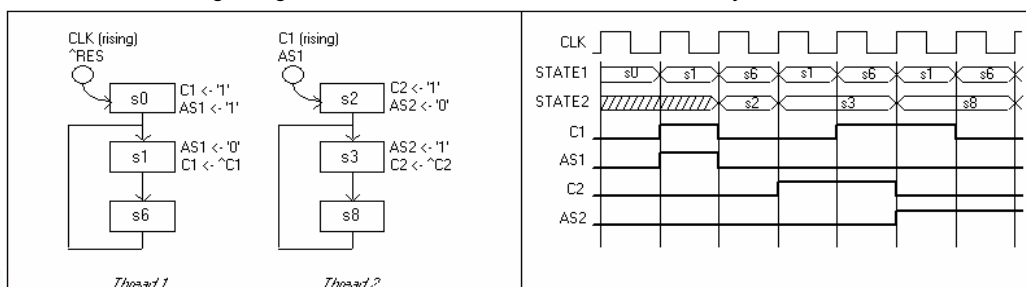 CLK (rising)
^RES
s0
C1 <- '1'
AS1 <- '1'
s1
AS1 <- '0'
C1 <- ^C1
s6
Thread 1
C1 (rising)
AS1
s2
C2 <- '1'
AS2 <- '0'
s3
AS2 <- '1'
C2 <- ^C2
s8
Thread 2
CLK
STATE1 s0 s1 s6 s1 s6 s1 s6
STATE2 s2 s3 s8
C1
AS1
C2
AS2